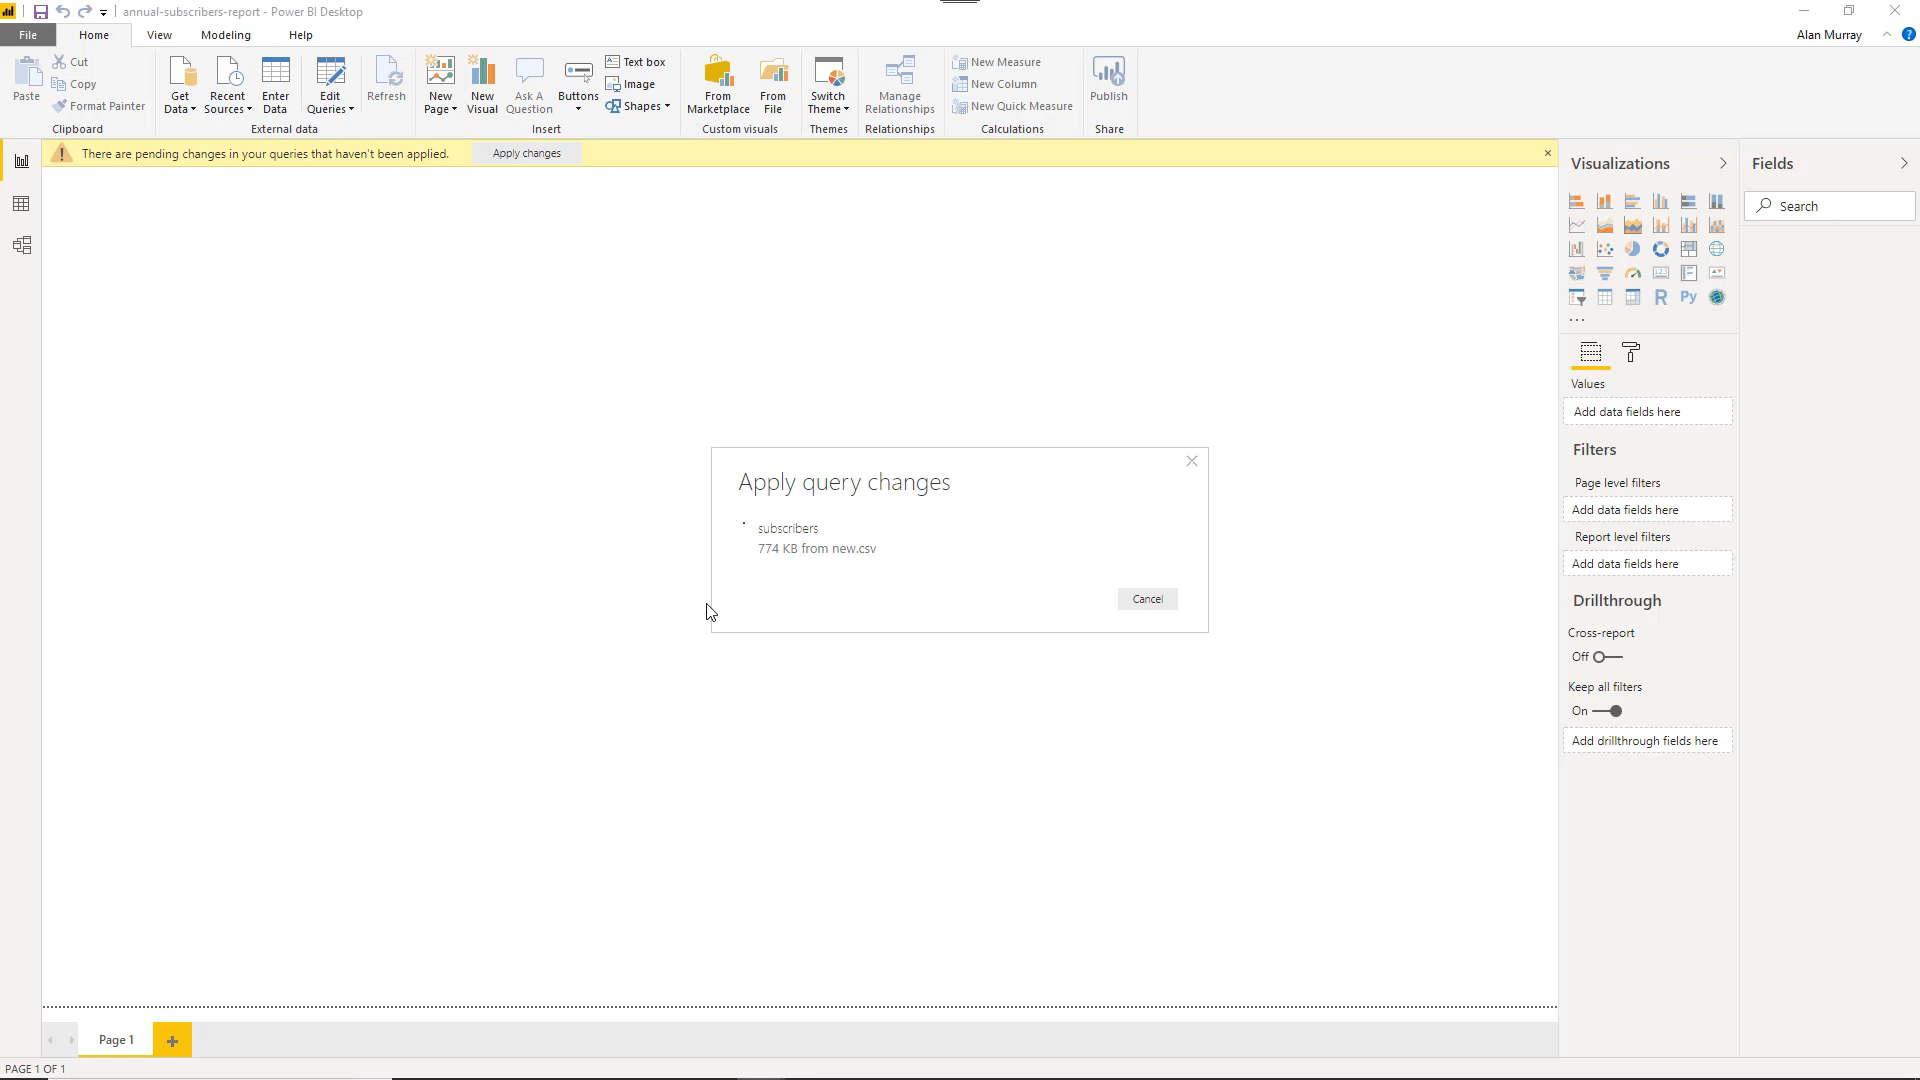 annual-subscribers-report - Power BI Desktop
File
Home
View
Modeling
Help
Alan Murray
?
Paste
Cut
Copy
Format Painter
Clipboard
Get
Data
Recent
Sources
Enter
Data
Edit
Queries
Refresh
External data
New
Page
New
Visual
Ask A
Question
Buttons
Text box
Image
Shapes
Insert
From
Marketplace
From
File
Custom visuals
Switch
Theme
Themes
Manage
Relationships
Relationships
New Measure
New Column
New Quick Measure
Calculations
Publish
Share
There are pending changes in your queries that haven't been applied.
Apply changes
Visualizations
R
Py
...
Values
Add data fields here
Filters
Page level filters
Add data fields here
Report level filters
Add data fields here
Drillthrough
Cross-report
Off
Keep all filters
On
Add drillthrough fields here
Fields
Search
Apply query changes
subscribers
774 KB from new.csv
Cancel
Page 1
PAGE 1 OF 1